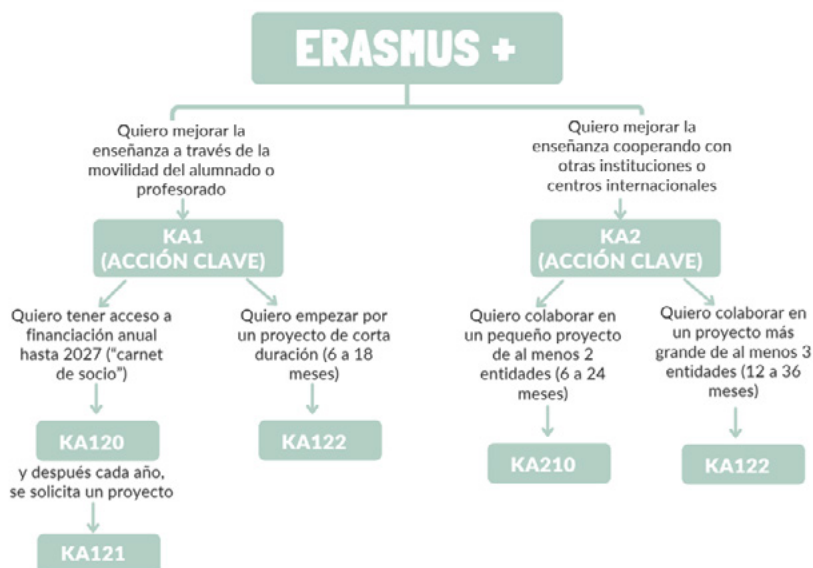 ERASMUS +
Quiero mejorar la
enseñanza a través de la
movilidad del alumnado o
profesorado
Quiero mejorar la
enseñanza cooperando con
otras instituciones o
centros internacionales
KA1
(ACCIÓN CLAVE)
KA2
(ACCIÓN CLAVE)
Quiero tener acceso a
financiación anual
hasta 2027 (“carnet
de socio”)
Quiero empezar por
un proyecto de corta
duración (6 a 18
meses)
Quiero colaborar en
un pequeño proyecto
de al menos 2
entidades (6 a 24
meses)
Quiero colaborar en
un proyecto más
grande de al menos 3
entidades (12 a 36
meses)
KA120
KA122
KA210
KA122
y después cada año,
se solicita un proyecto
KA121